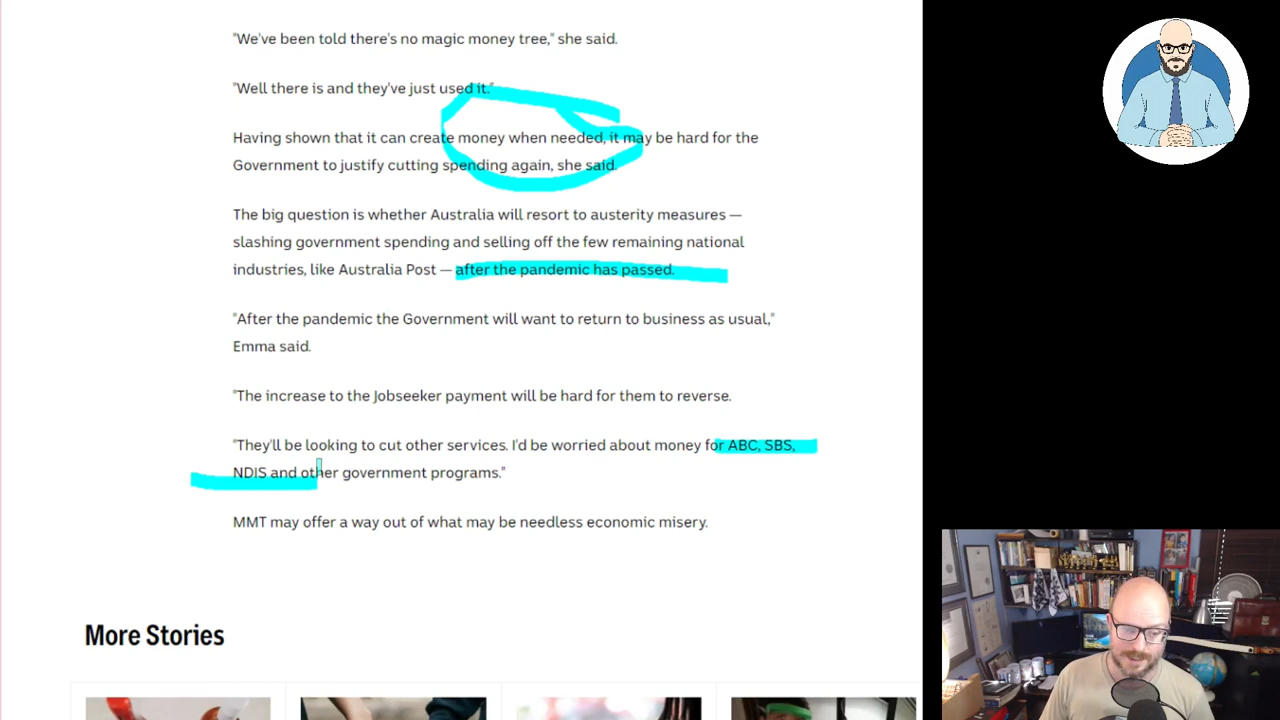 "We've been told there's no magic money tree," she said.
"Well there is and they've just used it."
Having shown that it can create money when needed, it may be hard for the
Government to justify cutting spending again, she said.
The big question is whether Australia will resort to austerity measures —
slashing government spending and selling off the few remaining national
industries, like Australia Post — after the pandemic has passed.
"After the pandemic the Government will want to return to business as usual,"
Emma said.
"The increase to the Jobseeker payment will be hard for them to reverse.
"They'll be looking to cut other services. I'd be worried about money for ABC, SBS,
NDIS and other government programs."
MMT may offer a way out of what may be needless economic misery.
More Stories